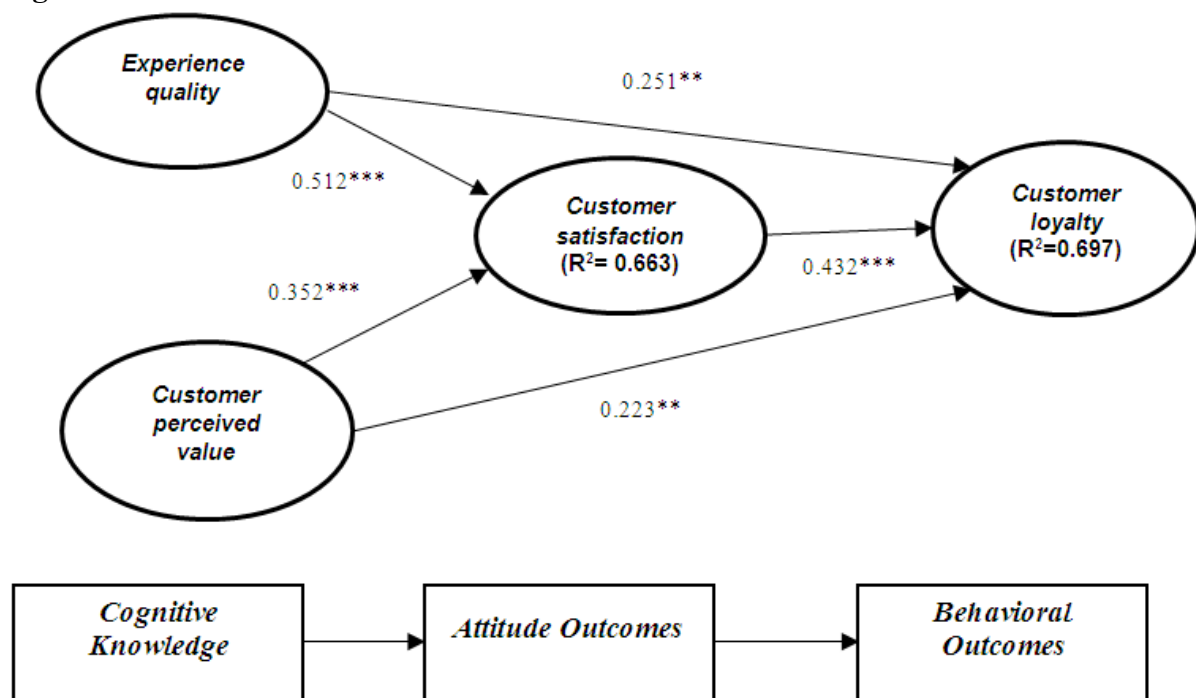 Experience
quality
0.251**
0.512***
Customer
satisfaction
(R²= 0.663)
Customer
loyalty
(R²=0.697)
0.432***
0.352***
Customer
perceived
value
0.223**
Cognitive
Knowledge
Attitude Outcomes
Behavioral
Outcomes